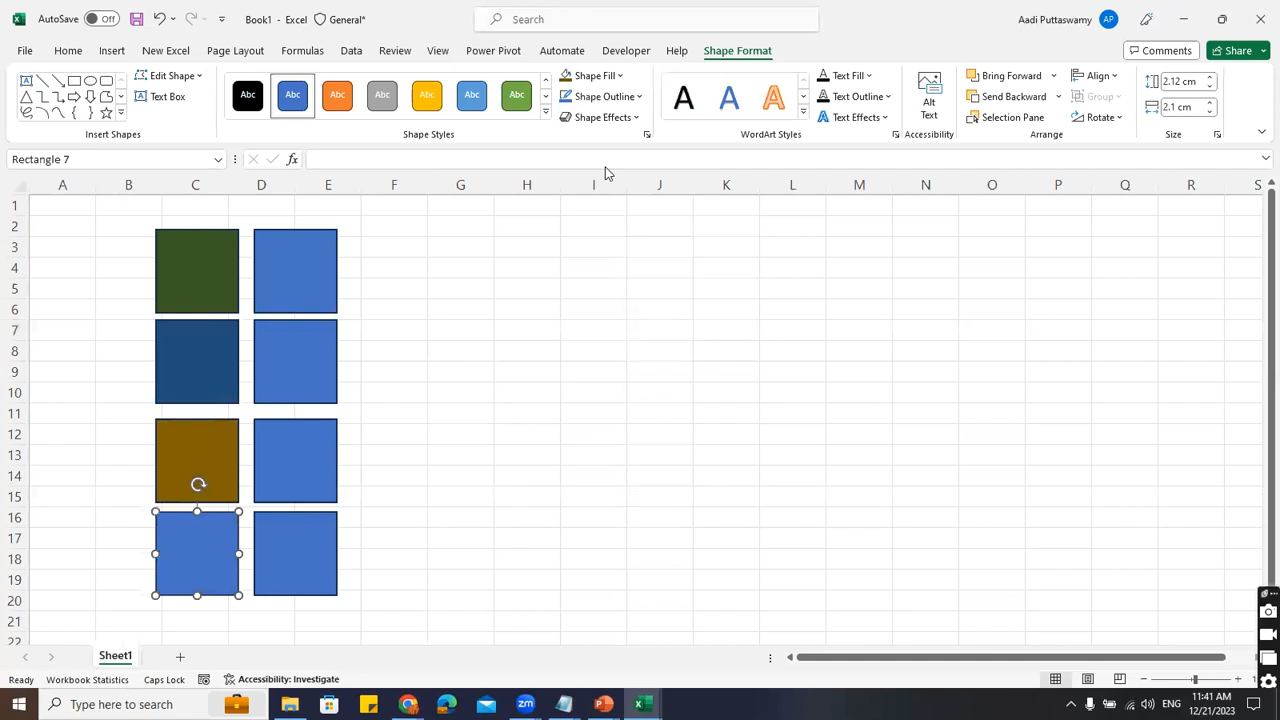 AutoSave Off Book1 - Excel General* Search Aadi Puttaswamy AP
File Home Insert New Excel Page Layout Formulas Data Review View Power Pivot Automate Developer Help Shape Format Comments Share
Edit Shape Abc Abc Abc Abc Abc Abc Abc Shape Fill A A A Text Fill Alt Text Bring Forward Align 2.12 cm
Text Box Shape Outline Text Outline Send Backward Group 2.1 cm
Shape Effects Text Effects Selection Pane Rotate
Insert Shapes Shape Styles WordArt Styles Accessibility Arrange Size
Rectangle 7 fx
A B C D E F G H I J K L M N O P Q R S
1
2
3
4
5
6
7
8
9
10
11
12
13
14
15
16
17
18
19
20
21
22
Sheet1
Ready Workbook Statistics Caps Lock Accessibility: Investigate
Type here to search zm 11:41 AM
12/21/2023